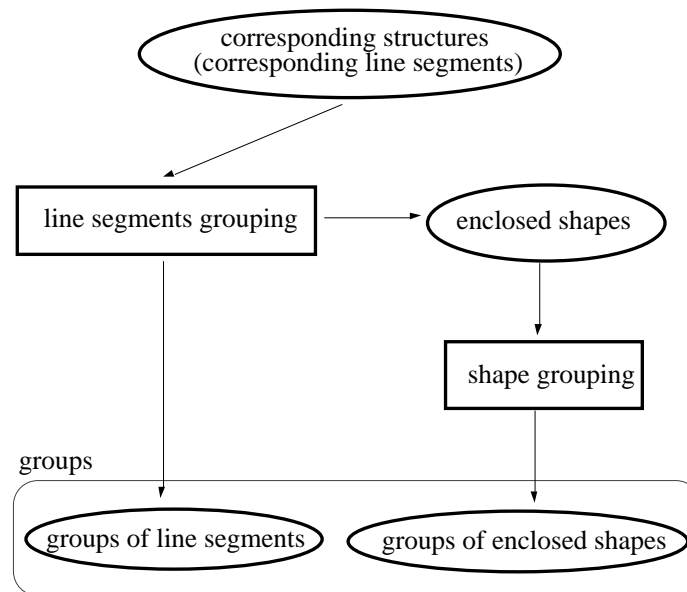 corresponding structures
(corresponding line segments)
line segments grouping
enclosed shapes
shape grouping
groups
groups of line segments
groups of enclosed shapes